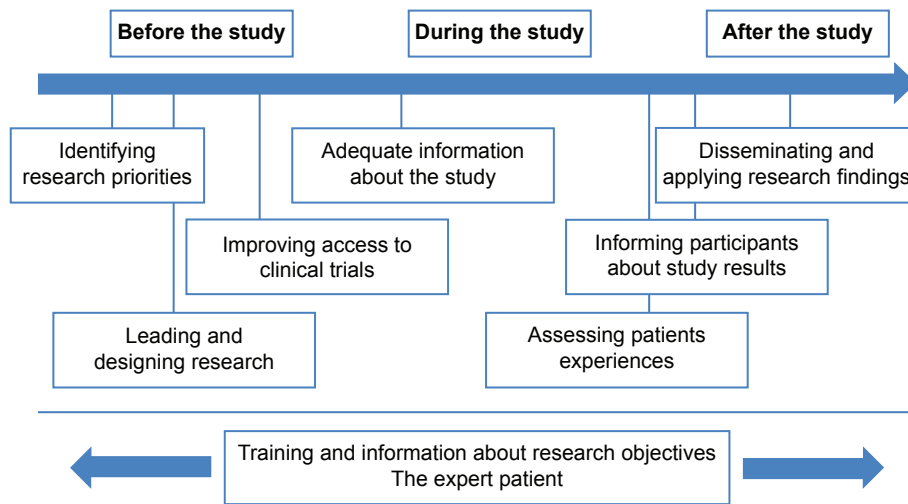 Before the study
During the study
After the study
Identifying
research priorities
Adequate information
about the study
Disseminating and
applying research findings
Improving access to
clinical trials
Informing participants
about study results
Leading and
designing research
Assessing patients
experiences
Training and information about research objectives
The expert patient